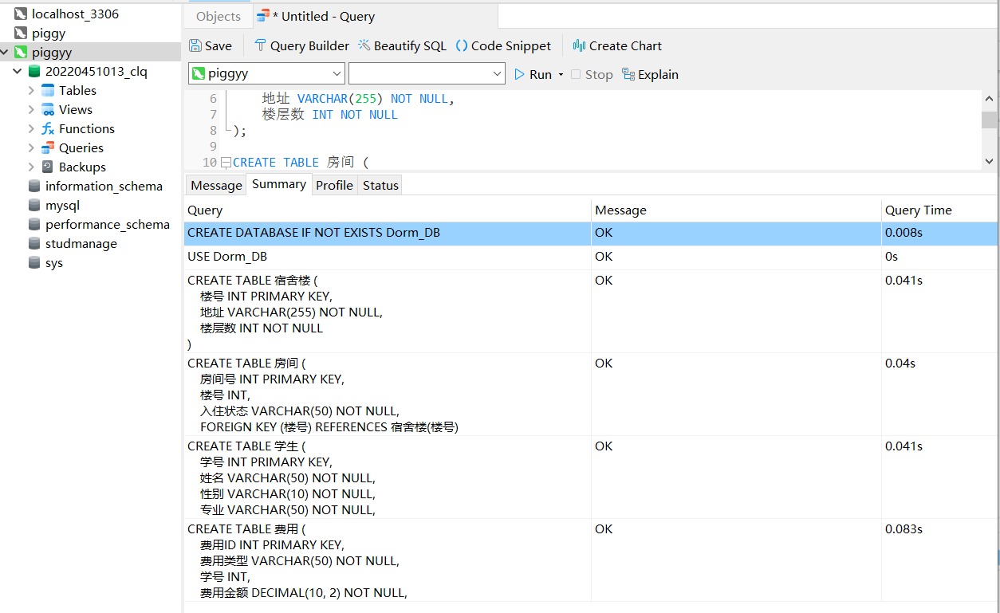 localhost_3306
piggy
piggyy
20220451013_clq
Tables
Views
Functions
Queries
Backups
information_schema
mysql
performance_schema
studmanage
sys
Objects
* Untitled - Query
Save
Query Builder
Beautify SQL
Code Snippet
Create Chart
piggyy
Run
Stop
Explain
6 地址 VARCHAR(255) NOT NULL,
7 楼层数 INT NOT NULL
8 );
9
10 CREATE TABLE 房间 (
Message
Summary
Profile
Status
Query Message Query Time
CREATE DATABASE IF NOT EXISTS Dorm_DB OK 0.008s
USE Dorm_DB OK 0s
CREATE TABLE 宿舍楼 ( OK 0.041s
楼号 INT PRIMARY KEY,
地址 VARCHAR(255) NOT NULL,
楼层数 INT NOT NULL
)
CREATE TABLE 房间 ( OK 0.04s
房间号 INT PRIMARY KEY,
楼号 INT,
入住状态 VARCHAR(50) NOT NULL,
FOREIGN KEY (楼号) REFERENCES 宿舍楼(楼号)
CREATE TABLE 学生 ( OK 0.041s
学号 INT PRIMARY KEY,
姓名 VARCHAR(50) NOT NULL,
性别 VARCHAR(10) NOT NULL,
专业 VARCHAR(50) NOT NULL,
CREATE TABLE 费用 ( OK 0.083s
费用ID INT PRIMARY KEY,
费用类型 VARCHAR(50) NOT NULL,
学号 INT,
费用金额 DECIMAL(10, 2) NOT NULL,